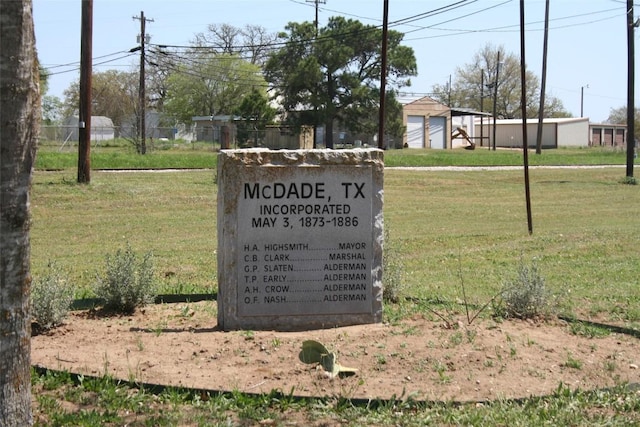 McDADE, TX
INCORPORATED
MAY 3, 1873-1886
H.A. HIGHSMITH......MAYOR
C.B. CLARK............MARSHAL
G.P. SLATEN.........ALDERMAN
T.P. EARLY...........ALDERMAN
A.H. CROW..........ALDERMAN
O.F. NASH...........ALDERMAN